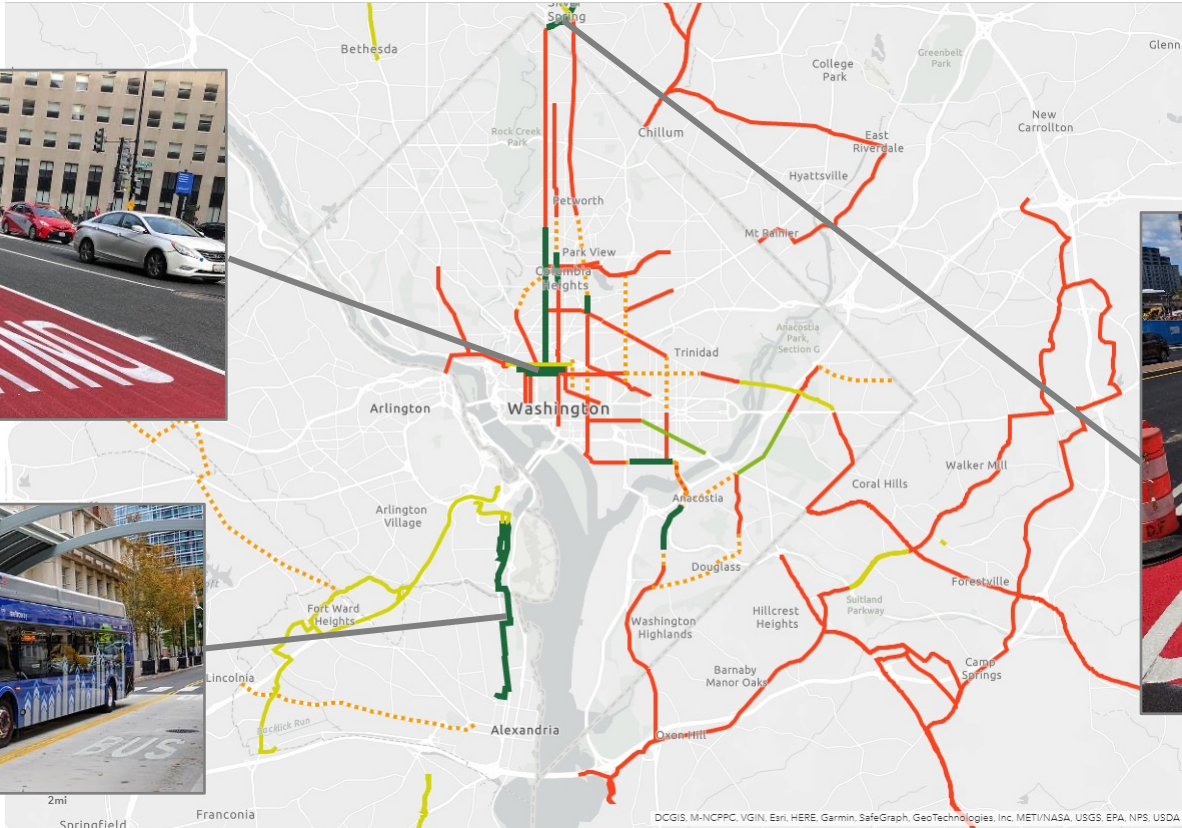 Silver
Spring
Bethesda
College
Park
Greenbelt
Park
Glenn
New
Carrollton
Rock Creek
Park
Chillum
East
Riverdale
Hyattsville
Petworth
Mt Rainier
Park View
Columbia
Heights
Anacostia
Park,
Section G
Trinidad
Arlington
Washington
Walker Mill
Coral Hills
Anacostia
Arlington
Village
Douglass
Forestville
Suitland
Parkway
Fort Ward
Heights
Washington
Highlands
Hillcrest
Heights
Camp
Springs
Barnaby
Manor Oaks
Lincolnia
Backlick Run
Alexandria
Oxon Hill
BUS
2mi
Franconia
Springfield
DCGIS, M-NCPPC, VGIN, Esri, HERE, Garmin, SafeGraph, GeoTechnologies, Inc, METI/NASA, USGS, EPA, NPS, USDA